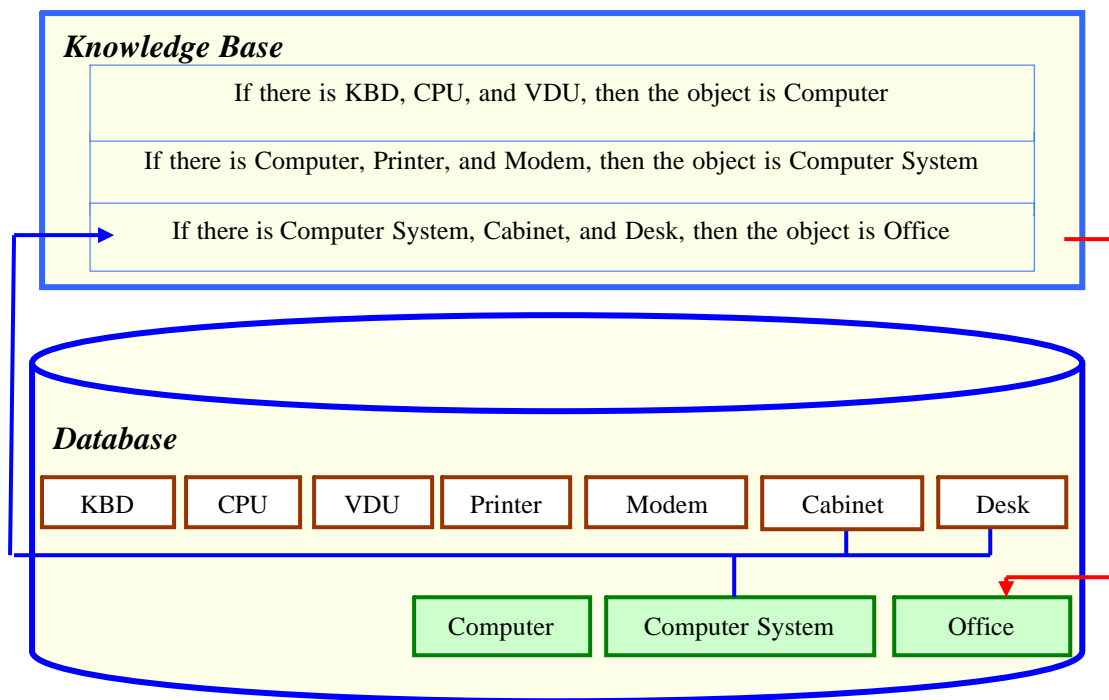 Knowledge Base
If there is KBD, CPU, and VDU, then the object is Computer
If there is Computer, Printer, and Modem, then the object is Computer System
If there is Computer System, Cabinet, and Desk, then the object is Office
Database
KBD CPU VDU Printer Modem Cabinet Desk
Computer Computer System Office